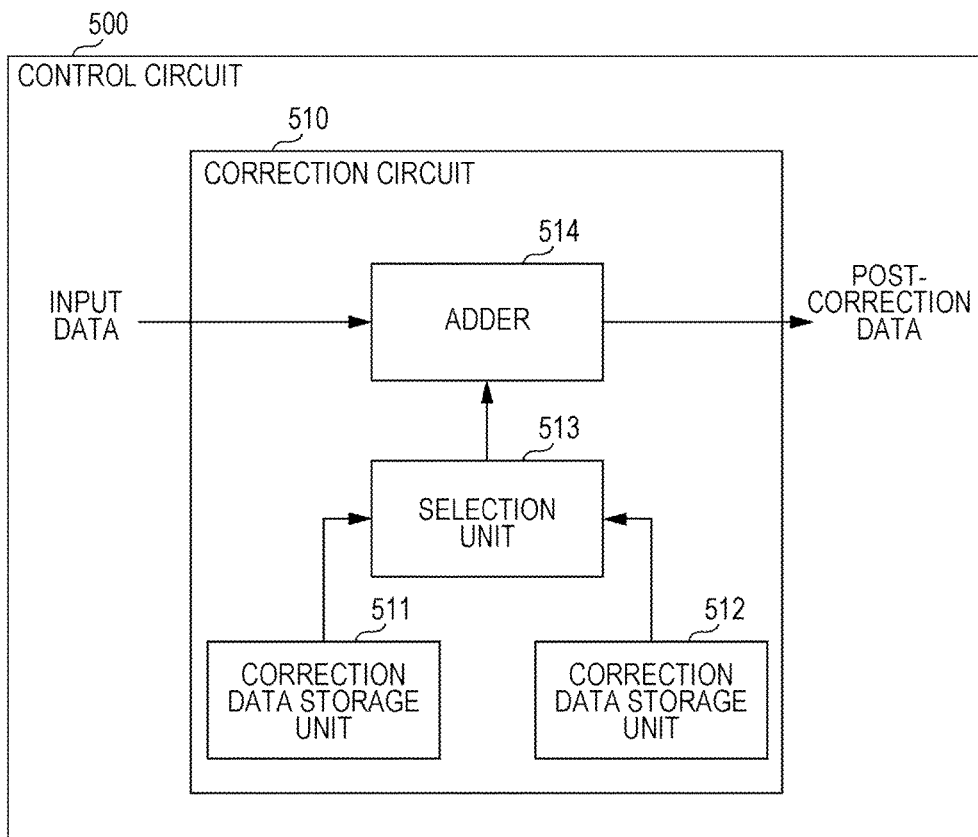 500
CONTROL CIRCUIT
510
CORRECTION CIRCUIT
514
INPUT
DATA
ADDER
POST-
CORRECTION
DATA
513
SELECTION
UNIT
511
CORRECTION
DATA STORAGE
UNIT
512
CORRECTION
DATA STORAGE
UNIT